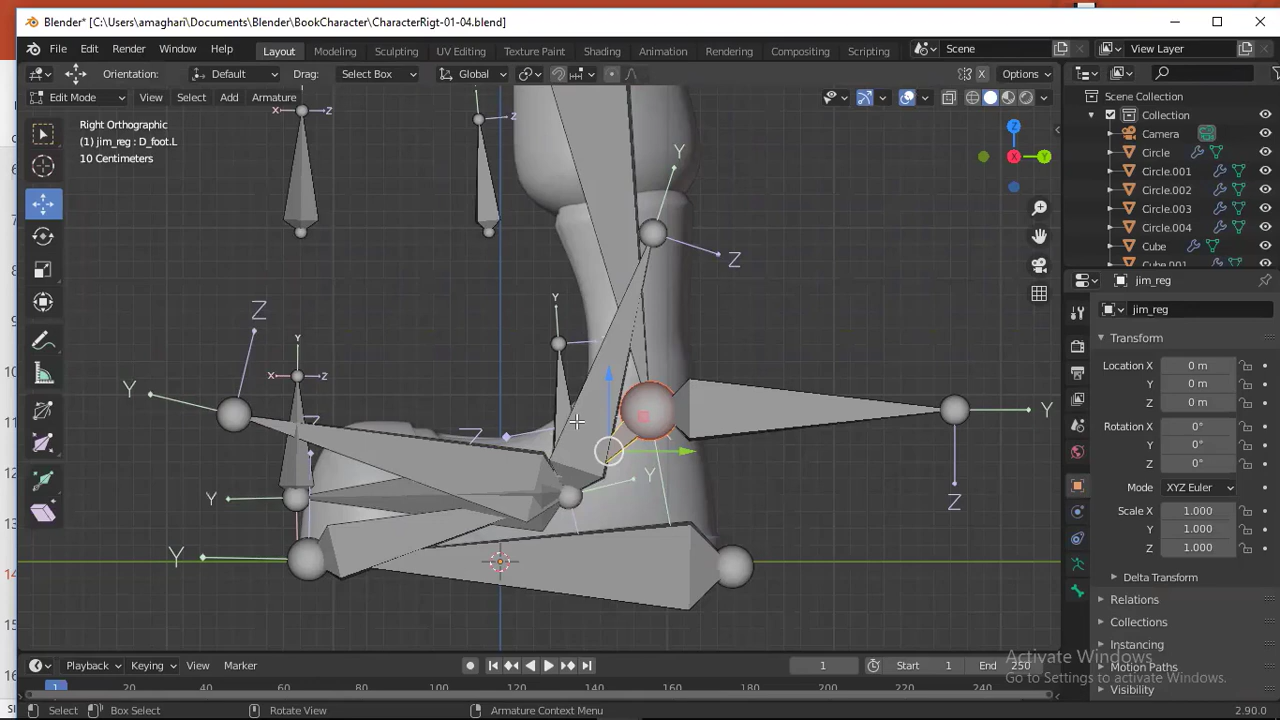 Blender* [C:\Users\amaghari\Documents\Blender\BookCharacter\CharacterRigt-01-04.blend]
File Edit Render Window Help Layout Modeling Sculpting UV Editing Texture Paint Shading Animation Rendering Compositing Scripting Scene View Layer
Orientation: Default Drag: Select Box Global X Options
Edit Mode View Select Add Armature
Right Orthographic
(1) jim_reg : D_foot.L
10 Centimeters
Scene Collection
Collection
Camera
Circle
Circle.001
Circle.002
Circle.003
Circle.004
Cube
Cube.001
jim_reg
jim_reg
Transform
Location X 0 m
Y 0 m
Z 0 m
Rotation X 0°
Y 0°
Z 0°
Mode XYZ Euler
Scale X 1.000
Y 1.000
Z 1.000
Delta Transform
Relations
Collections
Instancing
Motion Paths
Visibility
Activate Windows
Go to Settings to activate Windows.
Playback Keying View Marker 1 Start 1 End 250
1 20 40 60 80 100 120 140 160 180 200 220 240
Select Box Select Rotate View Armature Context Menu 2.90.0